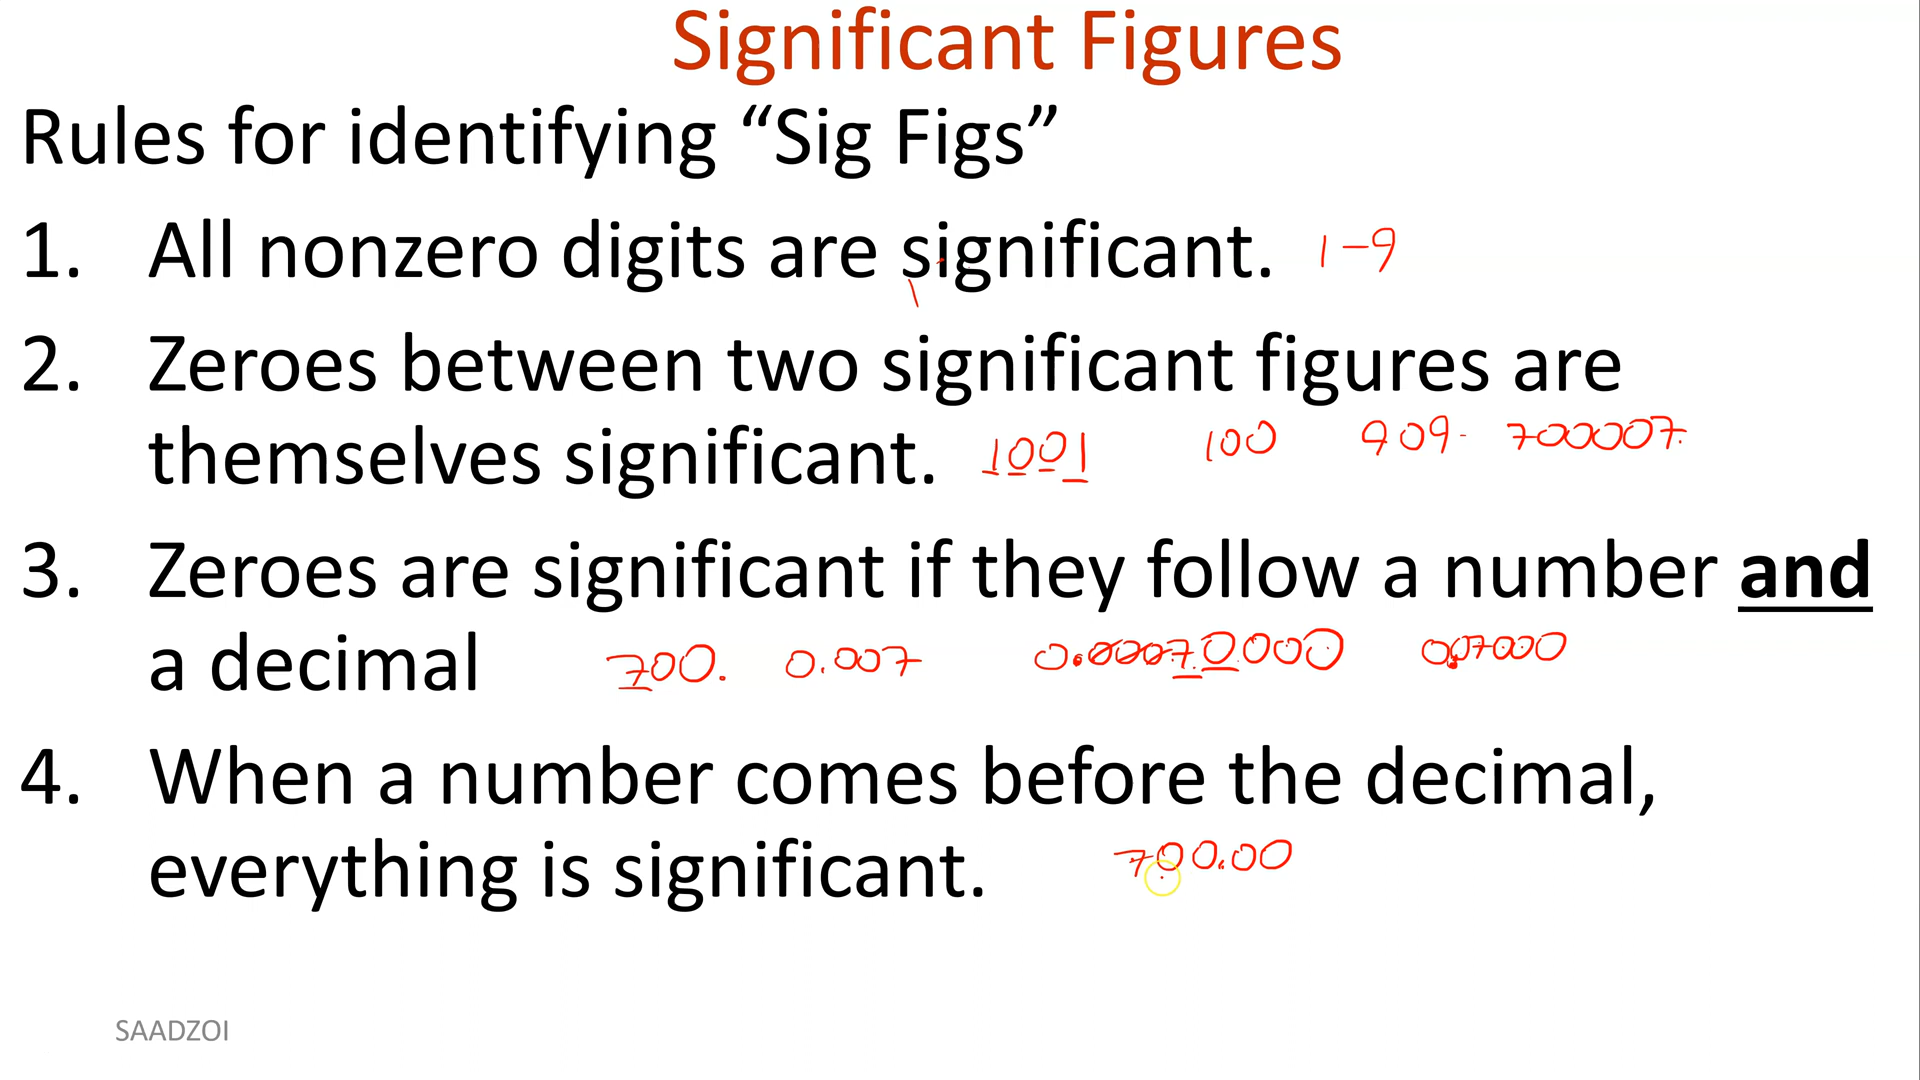 Significant Figures
Rules for identifying “Sig Figs”
1. All nonzero digits are significant. 1-9
2. Zeroes between two significant figures are
themselves significant. 1001 100 909. 700007.
3. Zeroes are significant if they follow a number and
a decimal 700. 0.007 0.07000
4. When a number comes before the decimal,
everything is significant. 700.00
SAADZOI